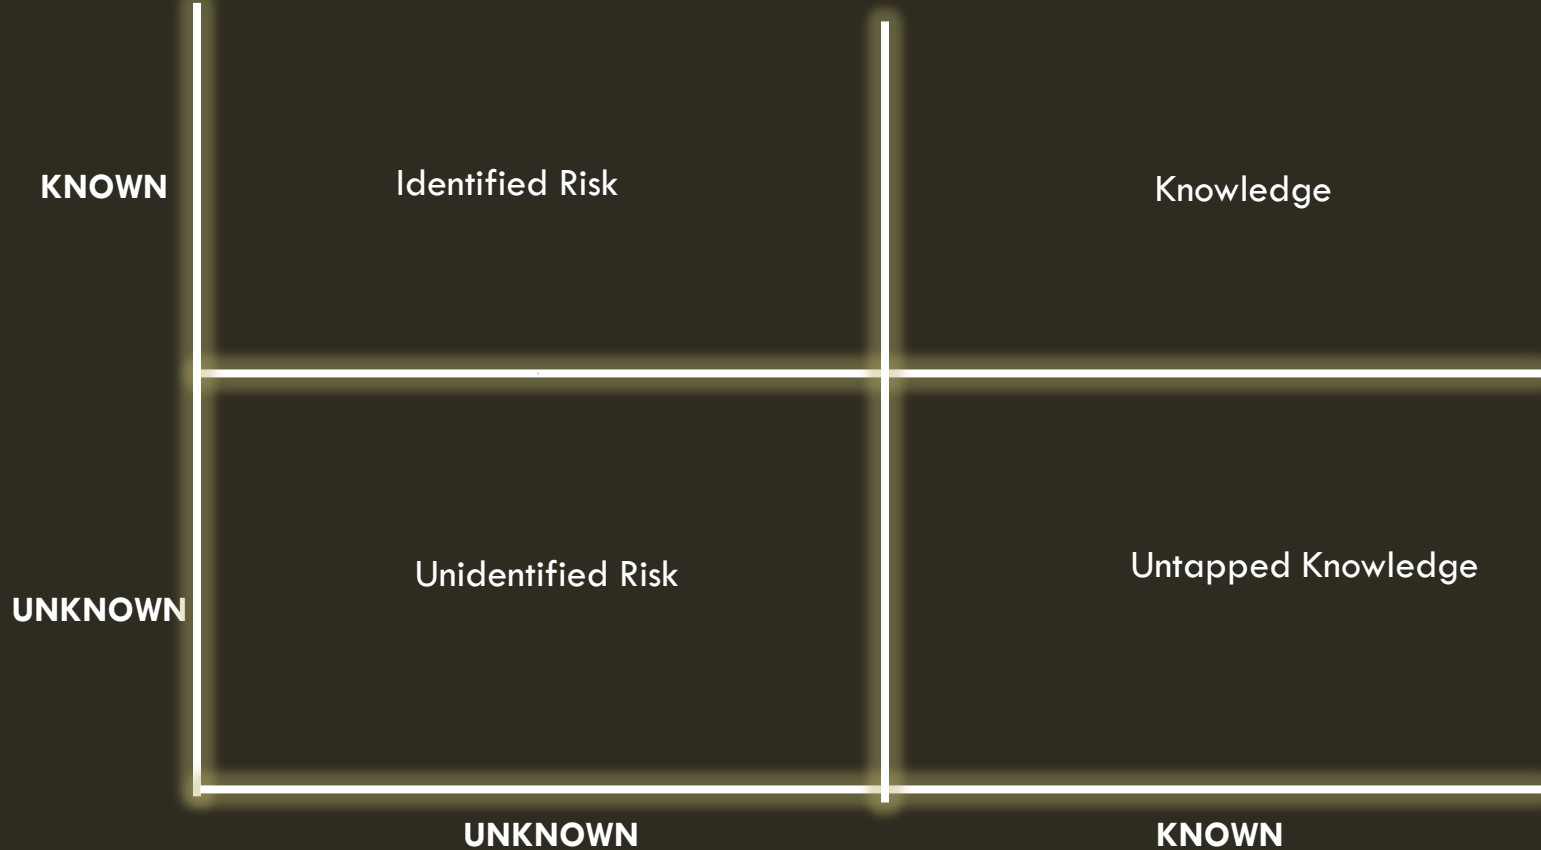 KNOWN
Identified Risk
Knowledge
UNKNOWN
Unidentified Risk
Untapped Knowledge
UNKNOWN
KNOWN